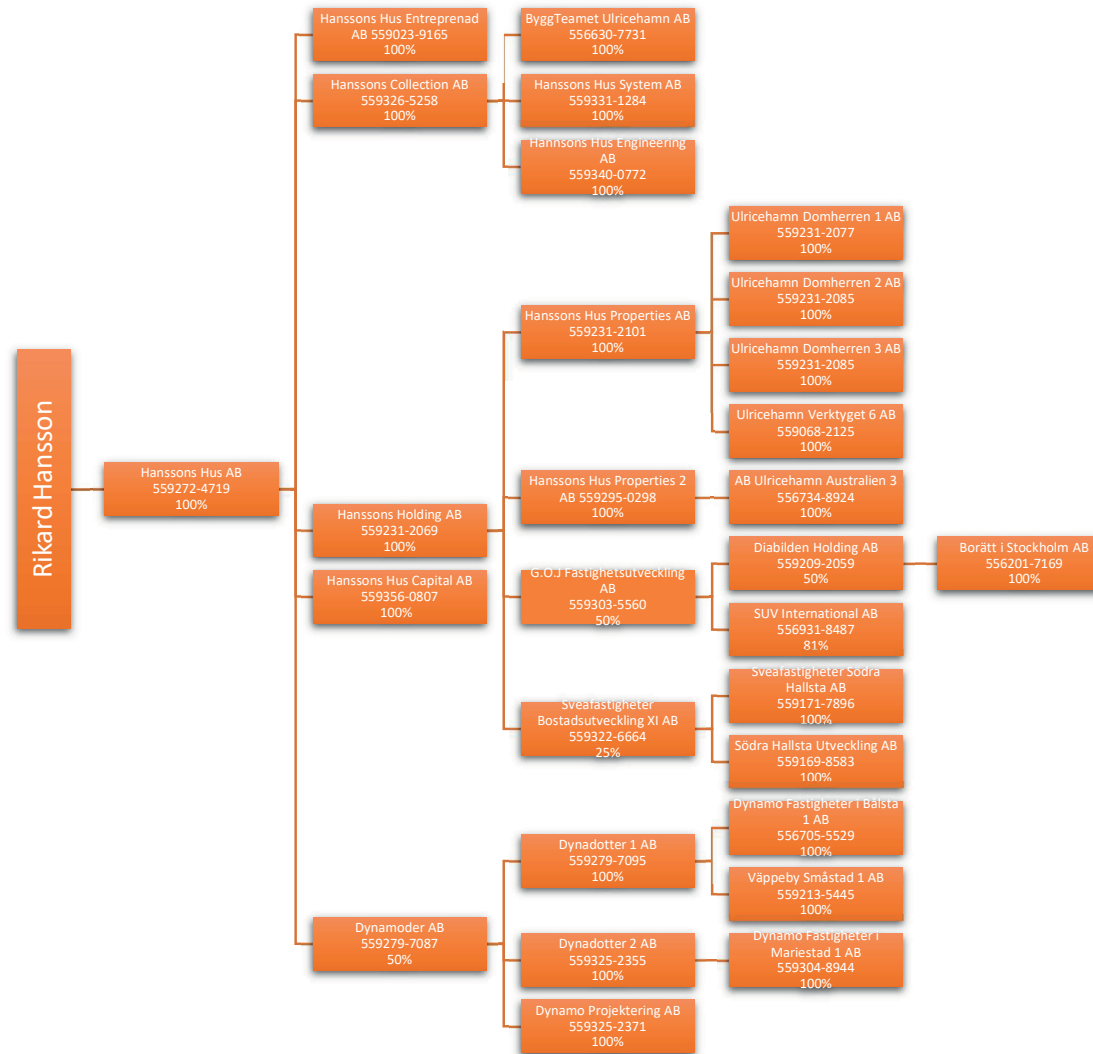 Rikard Hansson
Hanssons Hus AB
559272-4719
100%
Hanssons Hus Entreprenad
AB 559023-9165
100%
Hanssons Collection AB
559326-5258
100%
ByggTeamet Ulricehamn AB
556630-7731
100%
Hanssons Hus System AB
559331-1284
100%
Hannsons Hus Engineering
AB
559340-0772
100%
Hanssons Holding AB
559231-2069
100%
Hanssons Hus Properties AB
559231-2101
100%
Ulricehamn Domherren 1 AB
559231-2077
100%
Ulricehamn Domherren 2 AB
559231-2085
100%
Ulricehamn Domherren 3 AB
559231-2085
100%
Ulricehamn Verktyget 6 AB
559068-2125
100%
Hanssons Hus Properties 2
AB 559295-0298
100%
AB Ulricehamn Australien 3
556734-8924
100%
G.O.J Fastighetsutveckling
AB
559303-5560
50%
Diabilden Holding AB
559209-2059
50%
Borätt i Stockholm AB
556201-7169
100%
SUV International AB
556931-8487
81%
Sveafastigheter
Bostadsutveckling XI AB
559322-6664
25%
Sveafastigheter Södra
Hallsta AB
559171-7896
100%
Södra Hallsta Utveckling AB
559169-8583
100%
Hanssons Hus Capital AB
559356-0807
100%
Dynamoder AB
559279-7087
50%
Dynadotter 1 AB
559279-7095
100%
Dynamo Fastigheter i Bålsta
1 AB
556705-5529
100%
Väppeby Småstad 1 AB
559213-5445
100%
Dynadotter 2 AB
559325-2355
100%
Dynamo Fastigheter i
Mariestad 1 AB
559304-8944
100%
Dynamo Projektering AB
559325-2371
100%